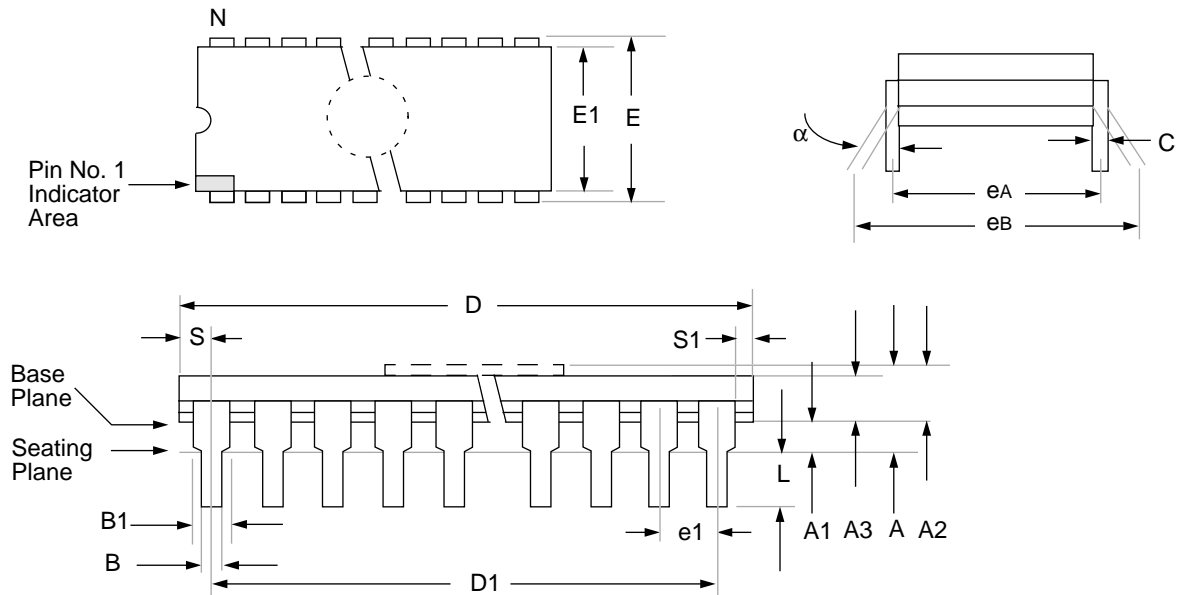 N
E1
E
Pin No. 1
Indicator
Area
α
C
eA
eB
D
S
S1
Base
Plane
Seating
Plane
L
B1
e1
A1
A3
A
A2
B
D1